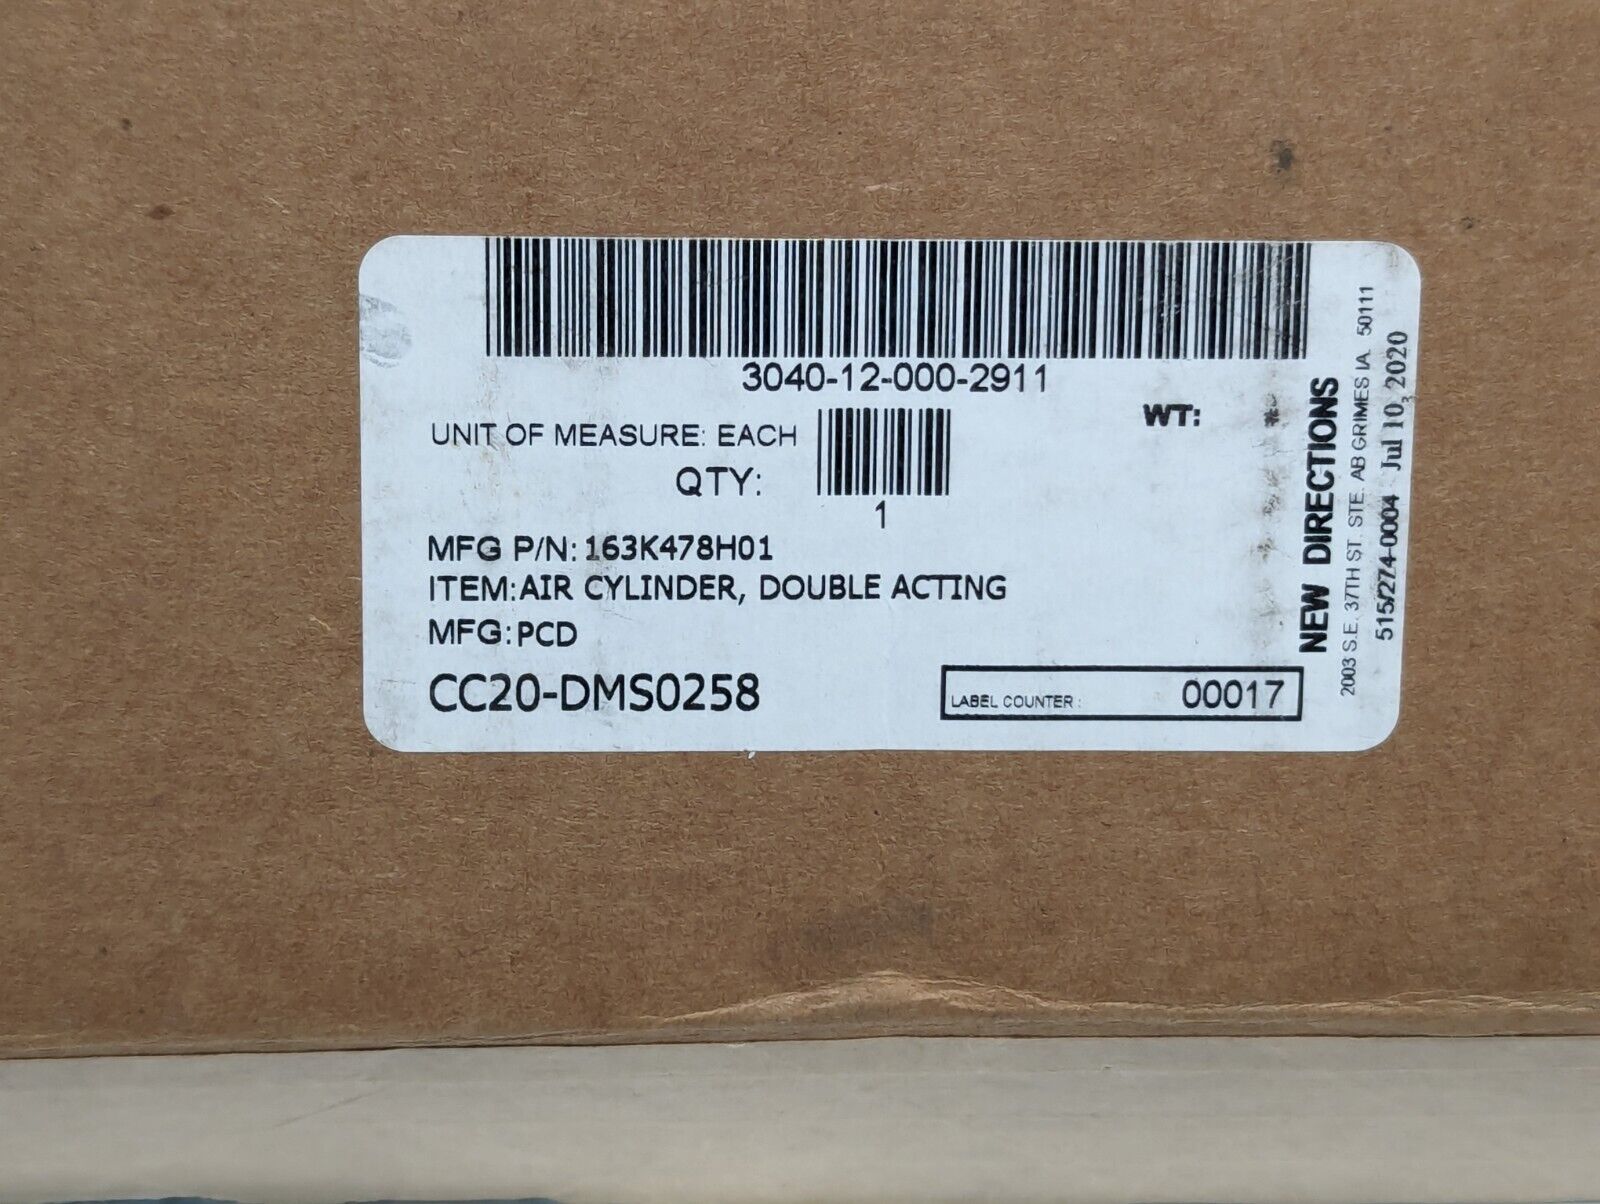 3040-12-000-2911
UNIT OF MEASURE: EACH
WT: #
QTY:
1
MFG P/N: 163K478H01
ITEM: AIR CYLINDER, DOUBLE ACTING
MFG: PCD
CC20-DMS0258
LABEL COUNTER : 00017
NEW DIRECTIONS
2003 S.E. 37TH ST. STE. AB GRIMES IA. 50111
515/274-0004 Jul 10, 2020